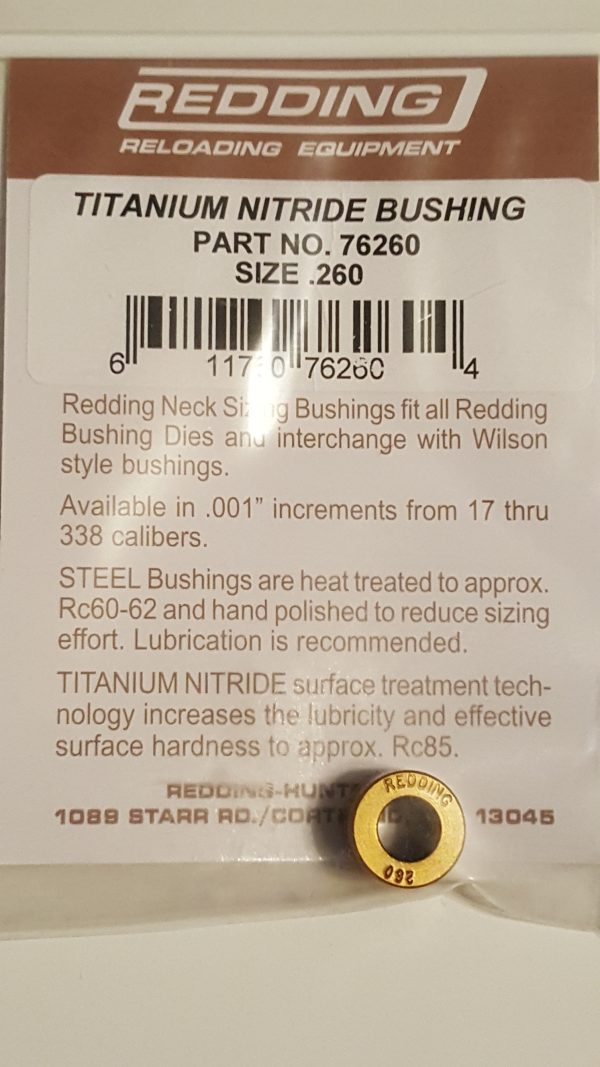 REDDING
RELOADING EQUIPMENT
TITANIUM NITRIDE BUSHING
PART NO. 76260
SIZE .260
6 76260 4
Redding Neck Bushings fit all Redding
Bushing Dies and interchange with Wilson
style bushings.
Available in .001” increments from 17 thru
338 calibers.
STEEL Bushings are heat treated to approx.
Rc60-62 and hand polished to reduce sizing
effort. Lubrication is recommended.
TITANIUM NITRIDE surface treatment tech-
nology increases the lubricity and effective
surface hardness to approx. Rc85.
1089 STARR RD. 13045
REDDING
260